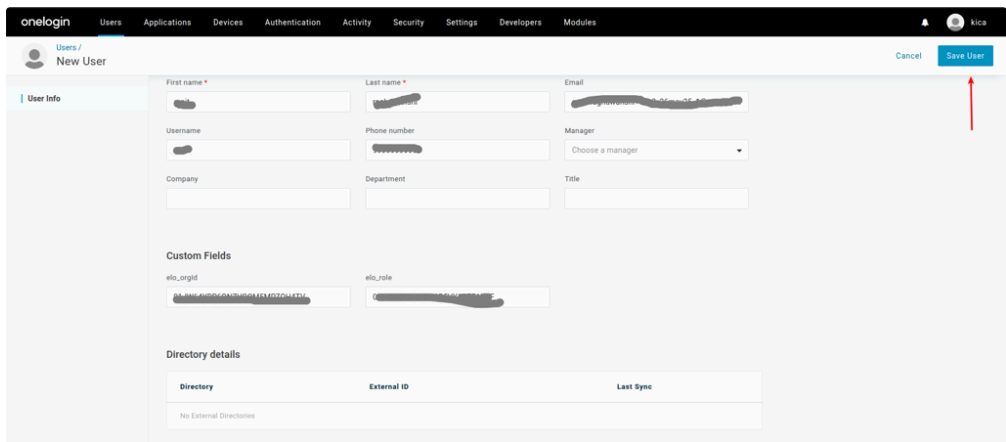 onelogin Users Applications Devices Authentication Activity Security Settings Developers Modules kica
Users /
New User
Cancel Save User
User Info
First name * Last name * Email
Username Phone number Manager
Choose a manager
Company Department Title
Custom Fields
elo_orgId elo_role
Directory details
Directory External ID Last Sync
No External Directories